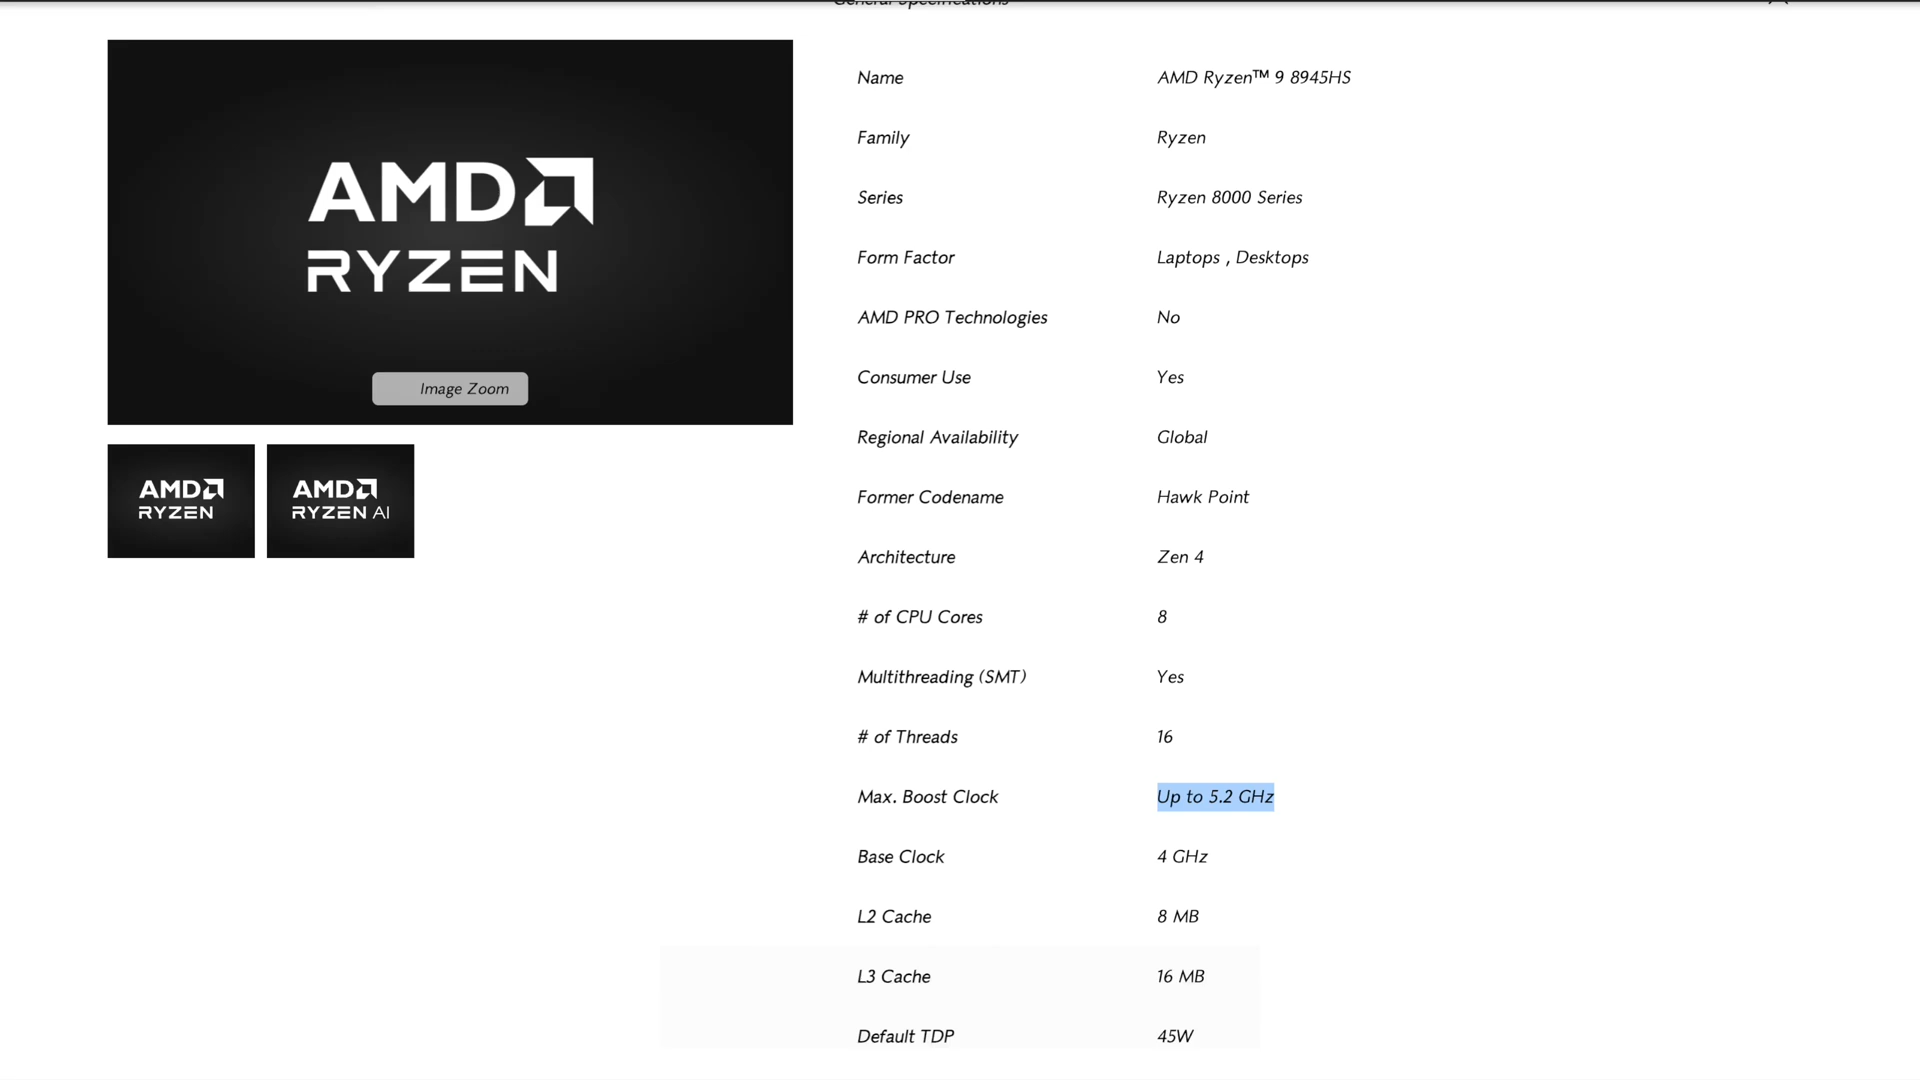 General Specifications
AMD
RYZEN
Image Zoom
AMD
RYZEN
AMD
RYZEN AI
Name AMD Ryzen™ 9 8945HS
Family Ryzen
Series Ryzen 8000 Series
Form Factor Laptops , Desktops
AMD PRO Technologies No
Consumer Use Yes
Regional Availability Global
Former Codename Hawk Point
Architecture Zen 4
# of CPU Cores 8
Multithreading (SMT) Yes
# of Threads 16
Max. Boost Clock Up to 5.2 GHz
Base Clock 4 GHz
L2 Cache 8 MB
L3 Cache 16 MB
Default TDP 45W